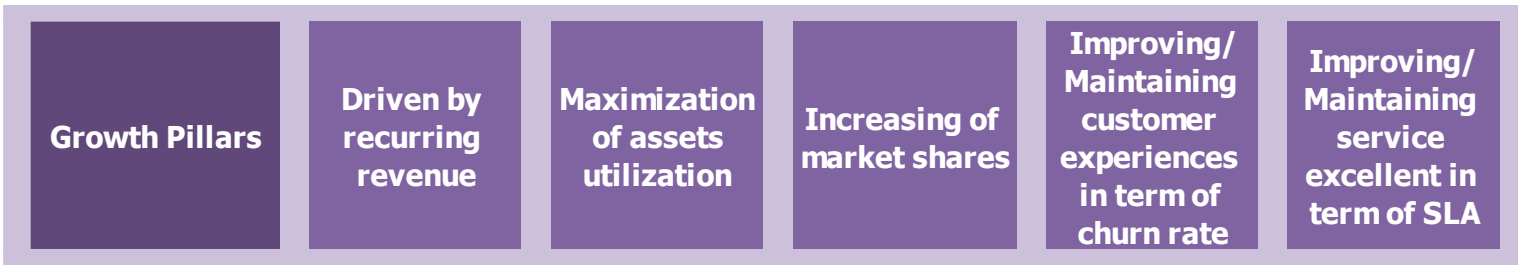 Growth Pillars
Driven by
recurring
revenue
Maximization
of assets
utilization
Increasing of
market shares
Improving/
Maintaining
customer
experiences
in term of
churn rate
Improving/
Maintaining
service
excellent in
term of SLA